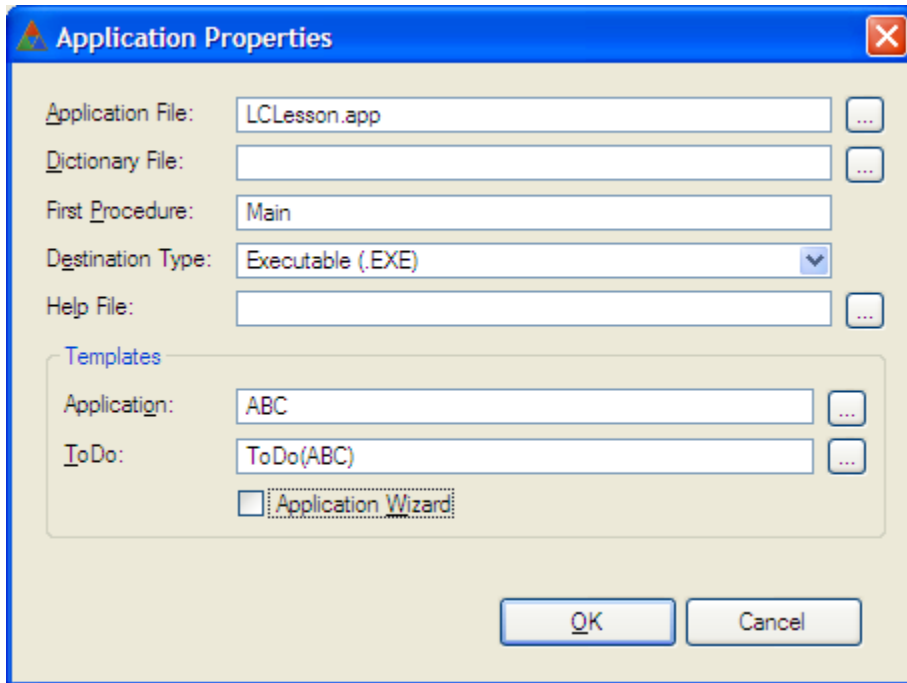 Application Properties
Application File: LCLesson.app ...
Dictionary File: ...
First Procedure: Main
Destination Type: Executable (.EXE)
Help File: ...
Templates
Application: ABC ...
ToDo: ToDo(ABC) ...
Application Wizard
OK Cancel